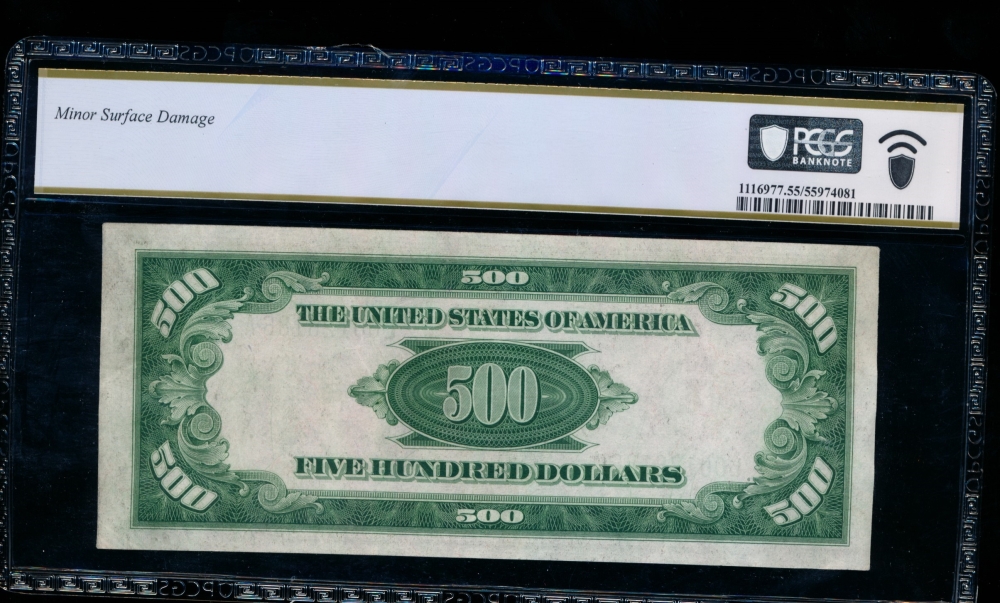 Minor Surface Damage
PCGS
BANKNOTE
1116977.55/55974081
500
500 500
THE UNITED STATES OF AMERICA
500
FIVE HUNDRED DOLLARS
500 500
500